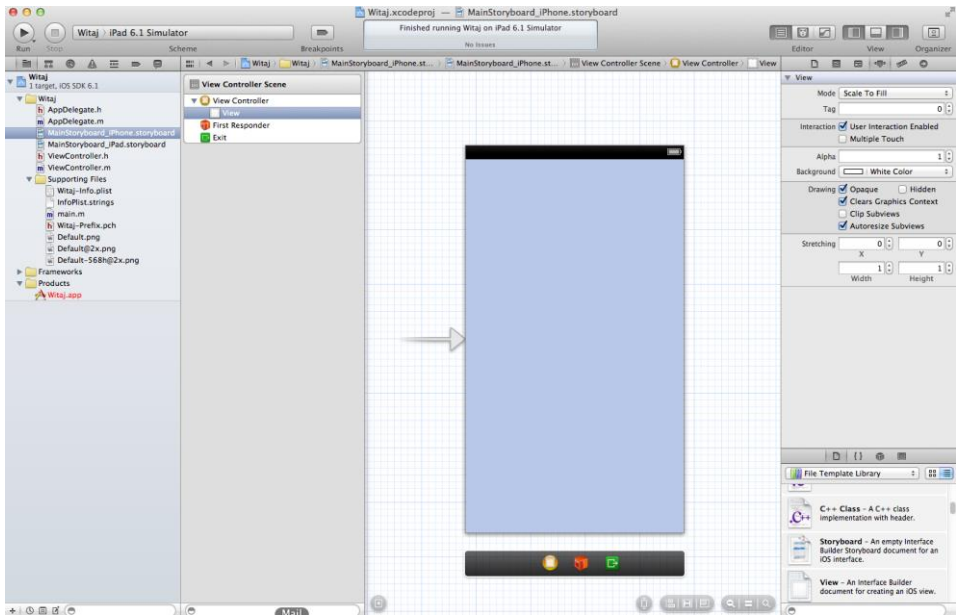 Witaj.xcodeproj — MainStoryboard_iPhone.storyboard
Witaj iPad 6.1 Simulator
Finished running Witaj on iPad 6.1 Simulator
No Issues
Run Stop Scheme Breakpoints Editor View Organizer
Witaj Witaj MainStoryboard_iPhone.st... MainStoryboard_iPhone.st... View Controller Scene View Controller View
Witaj
1 target, iOS SDK 6.1
Witaj
AppDelegate.h
AppDelegate.m
MainStoryboard_iPhone.storyboard
MainStoryboard_iPad.storyboard
ViewController.h
ViewController.m
Supporting Files
Witaj-Info.plist
InfoPlist.strings
main.m
Witaj-Prefix.pch
Default.png
Default@2x.png
Default-568h@2x.png
Frameworks
Products
Witaj.app
View Controller Scene
View Controller
View
First Responder
Exit
View
Mode Scale To Fill
Tag 0
Interaction User Interaction Enabled
Multiple Touch
Alpha 1
Background White Color
Drawing Opaque Hidden
Clears Graphics Context
Clip Subviews
Autoresize Subviews
Stretching 0 0
X Y
1 1
Width Height
File Template Library
C++ Class - A C++ class
implementation with header.
C++
Storyboard - An empty Interface
Builder Storyboard document for an
iOS interface.
View - An Interface Builder
document for creating an iOS view.
Mail